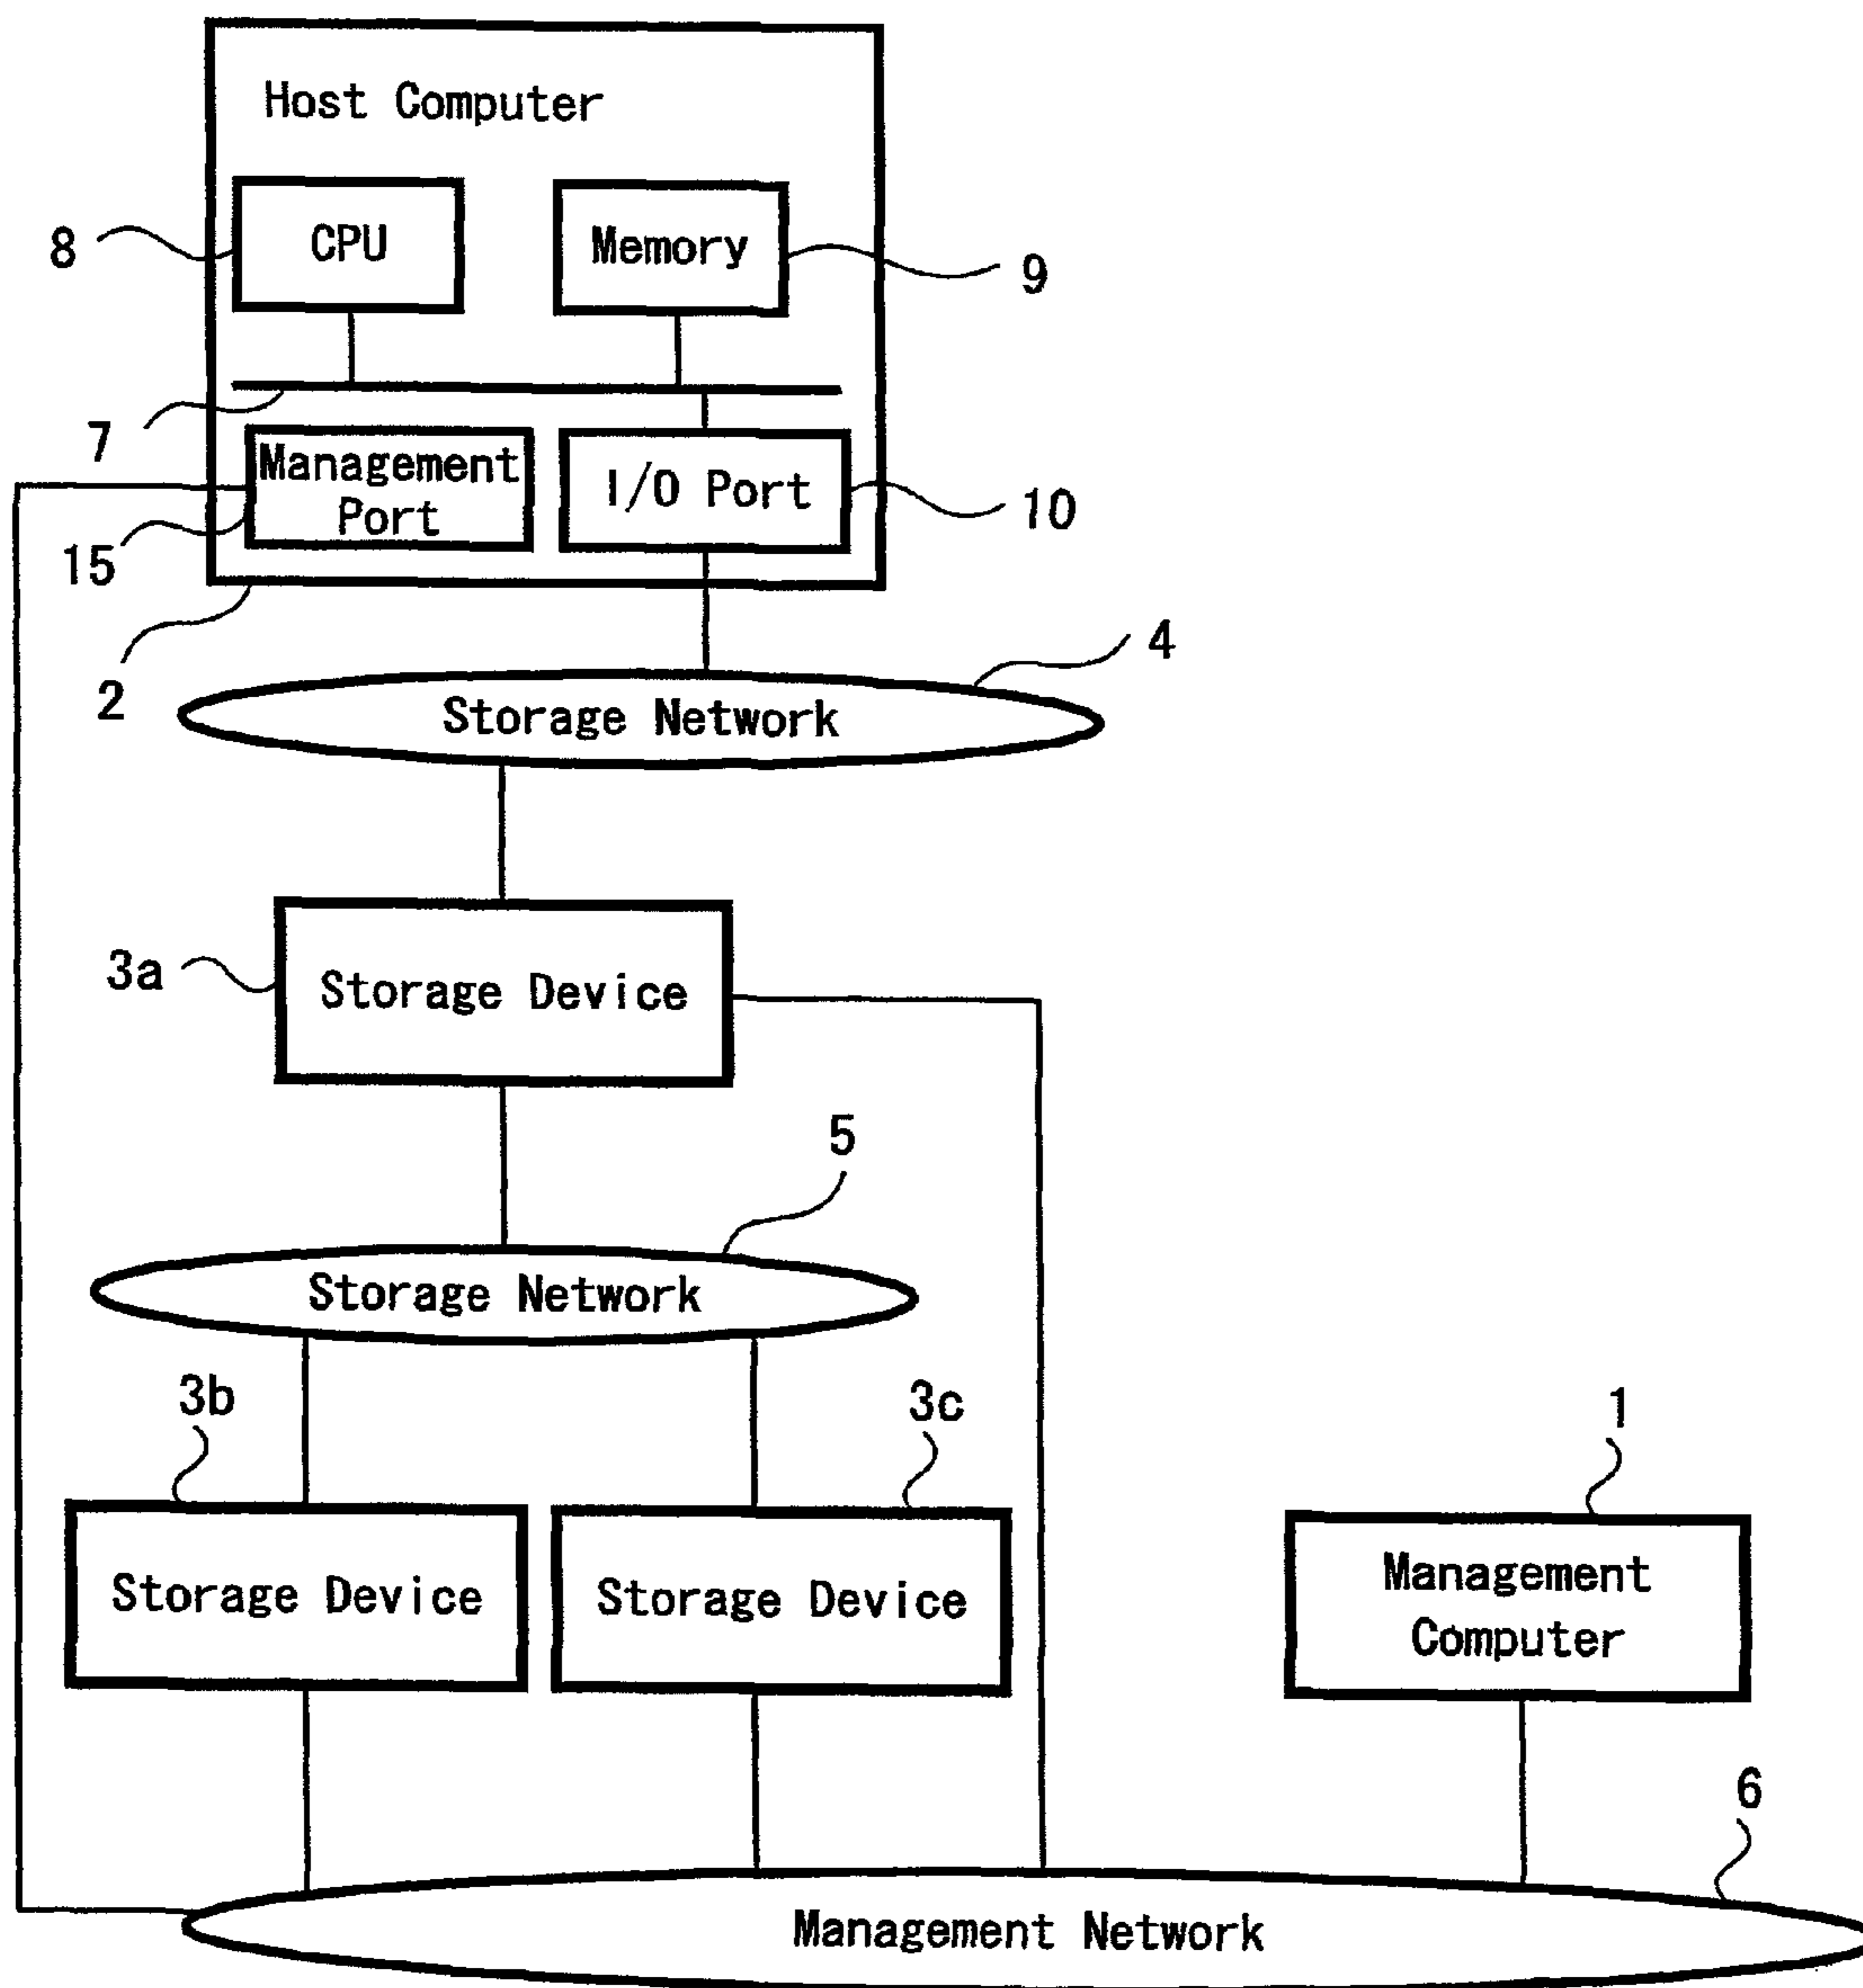 Host Computer
CPU
Memory
8
9
7
Management
Port
I/O Port
10
15
2
4
Storage Network
3a
Storage Device
5
Storage Network
3b
3c
1
Storage Device
Storage Device
Management
Computer
6
Management Network